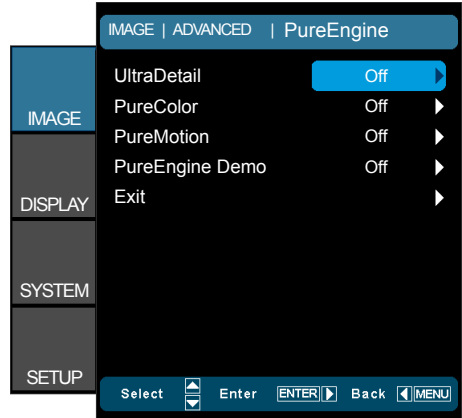 IMAGE | ADVANCED | PureEngine
UltraDetail Off
PureColor Off
PureMotion Off
PureEngine Demo Off
Exit
IMAGE
DISPLAY
SYSTEM
SETUP
Select Enter ENTER Back MENU